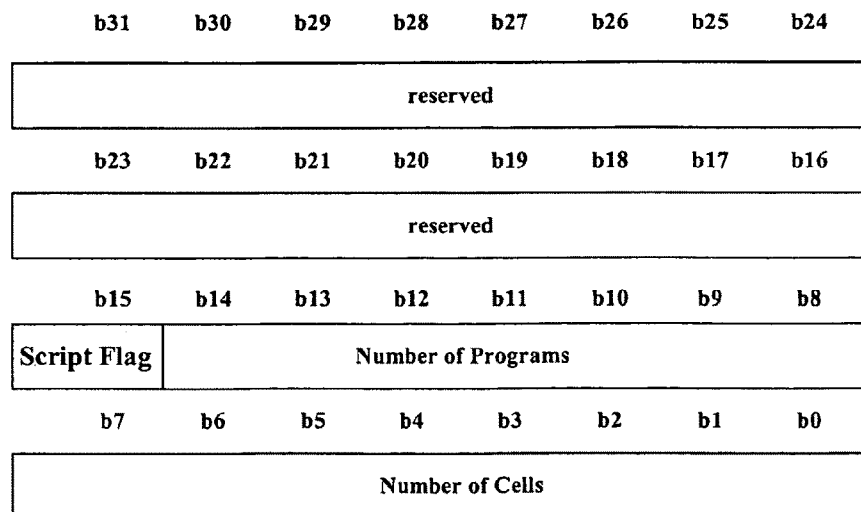 b31 b30 b29 b28 b27 b26 b25 b24
reserved
b23 b22 b21 b20 b19 b18 b17 b16
reserved
b15 b14 b13 b12 b11 b10 b9 b8
Script Flag Number of Programs
b7 b6 b5 b4 b3 b2 b1 b0
Number of Cells